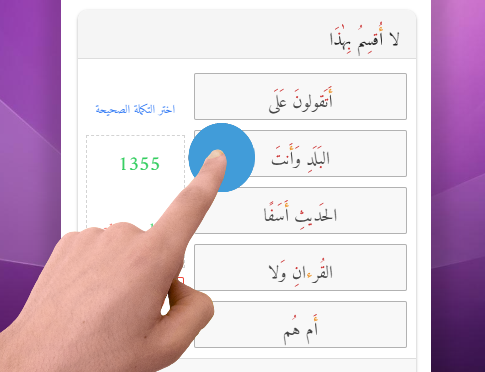 لا أُقسِمُ بِهٰذَا
اختر التكملة الصحيحة
أَتَقولونَ عَلَى
1355
البَلَدِ وَأَنتَ
الحَديثِ أَسَفًا
القُرءانِ وَلا
أَم هُم